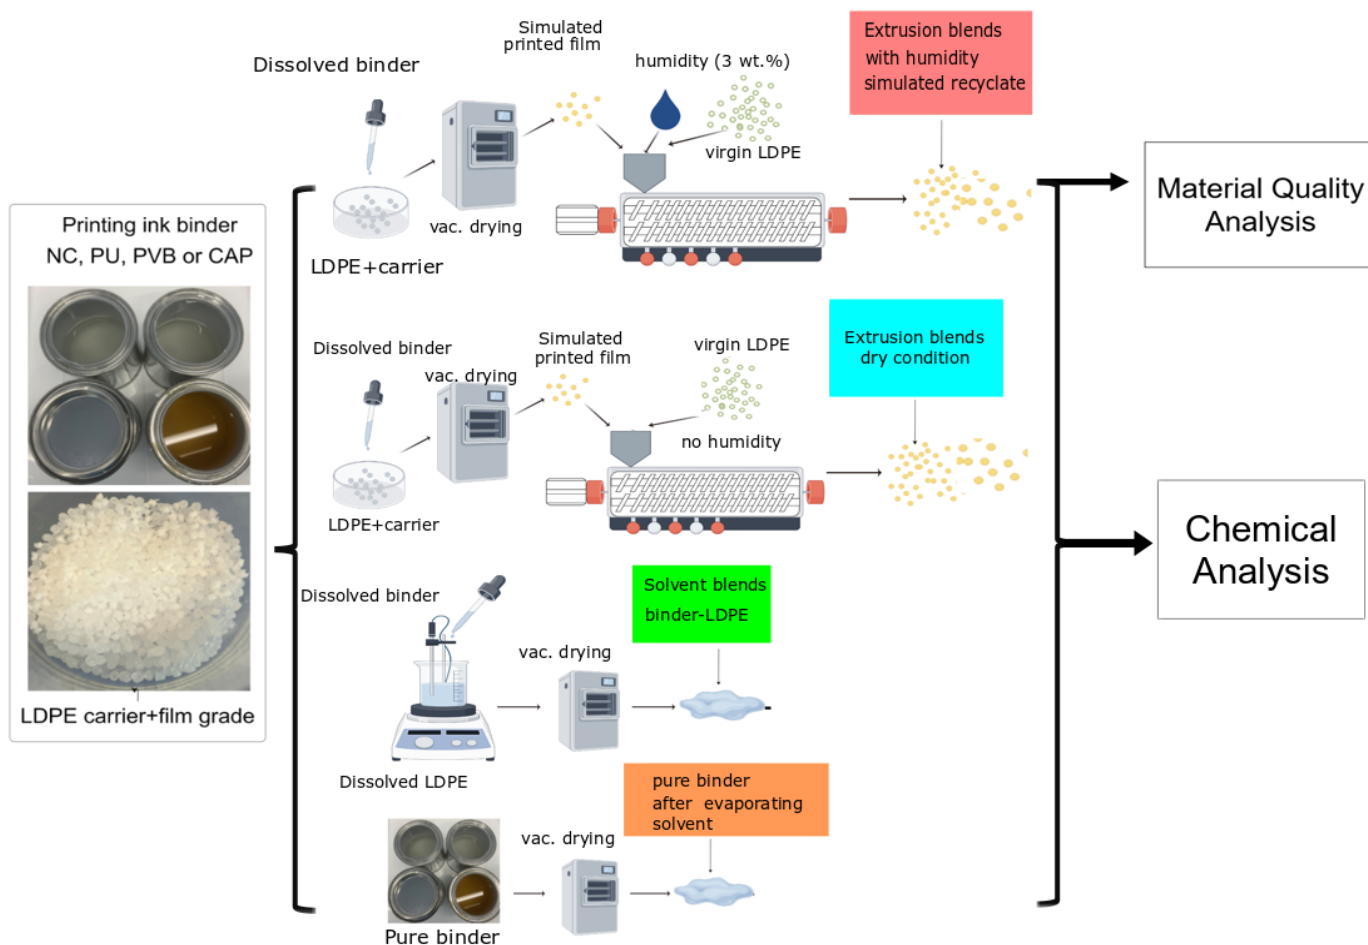 Printing ink binder
NC, PU, PVB or CAP
LDPE carrier+film grade
Dissolved binder
LDPE+carrier
vac. drying
Simulated
printed film
humidity (3 wt.%)
virgin LDPE
Extrusion blends
with humidity
simulated recyclate
Dissolved binder
LDPE+carrier
vac. drying
Simulated
printed film
virgin LDPE
no humidity
Extrusion blends
dry condition
Dissolved binder
Dissolved LDPE
vac. drying
Solvent blends
binder-LDPE
Pure binder
vac. drying
pure binder
after evaporating
solvent
Material Quality
Analysis
Chemical
Analysis